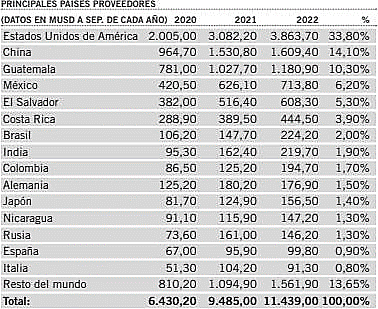 PRINCIPALES PAISES PROVEEDORES
(DATOS EN MUSD A SEP. DE CADA AÑO) 2020 2021 2022 %
Estados Unidos de América 2.005,00 3.082,20 3.863,70 33,80%
China 964,70 1.530,80 1.609,40 14,10%
Guatemala 781,00 1.027,70 1.180,90 10,30%
México 420,50 626,10 713,80 6,20%
El Salvador 382,00 516,40 608,30 5,30%
Costa Rica 288,90 389,50 444,50 3,90%
Brasil 106,20 147,70 224,20 2,00%
India 95,30 162,40 219,70 1,90%
Colombia 86,50 125,20 194,70 1,70%
Alemania 125,20 180,20 176,90 1,50%
Japón 81,70 124,90 156,50 1,40%
Nicaragua 91,10 115,90 147,20 1,30%
Rusia 73,60 161,00 146,20 1,30%
España 67,00 95,90 99,80 0,90%
Italia 51,30 104,20 91,30 0,80%
Resto del mundo 810,20 1.094,90 1.561,90 13,65%
Total: 6.430,20 9.485,00 11.439,00 100,00%